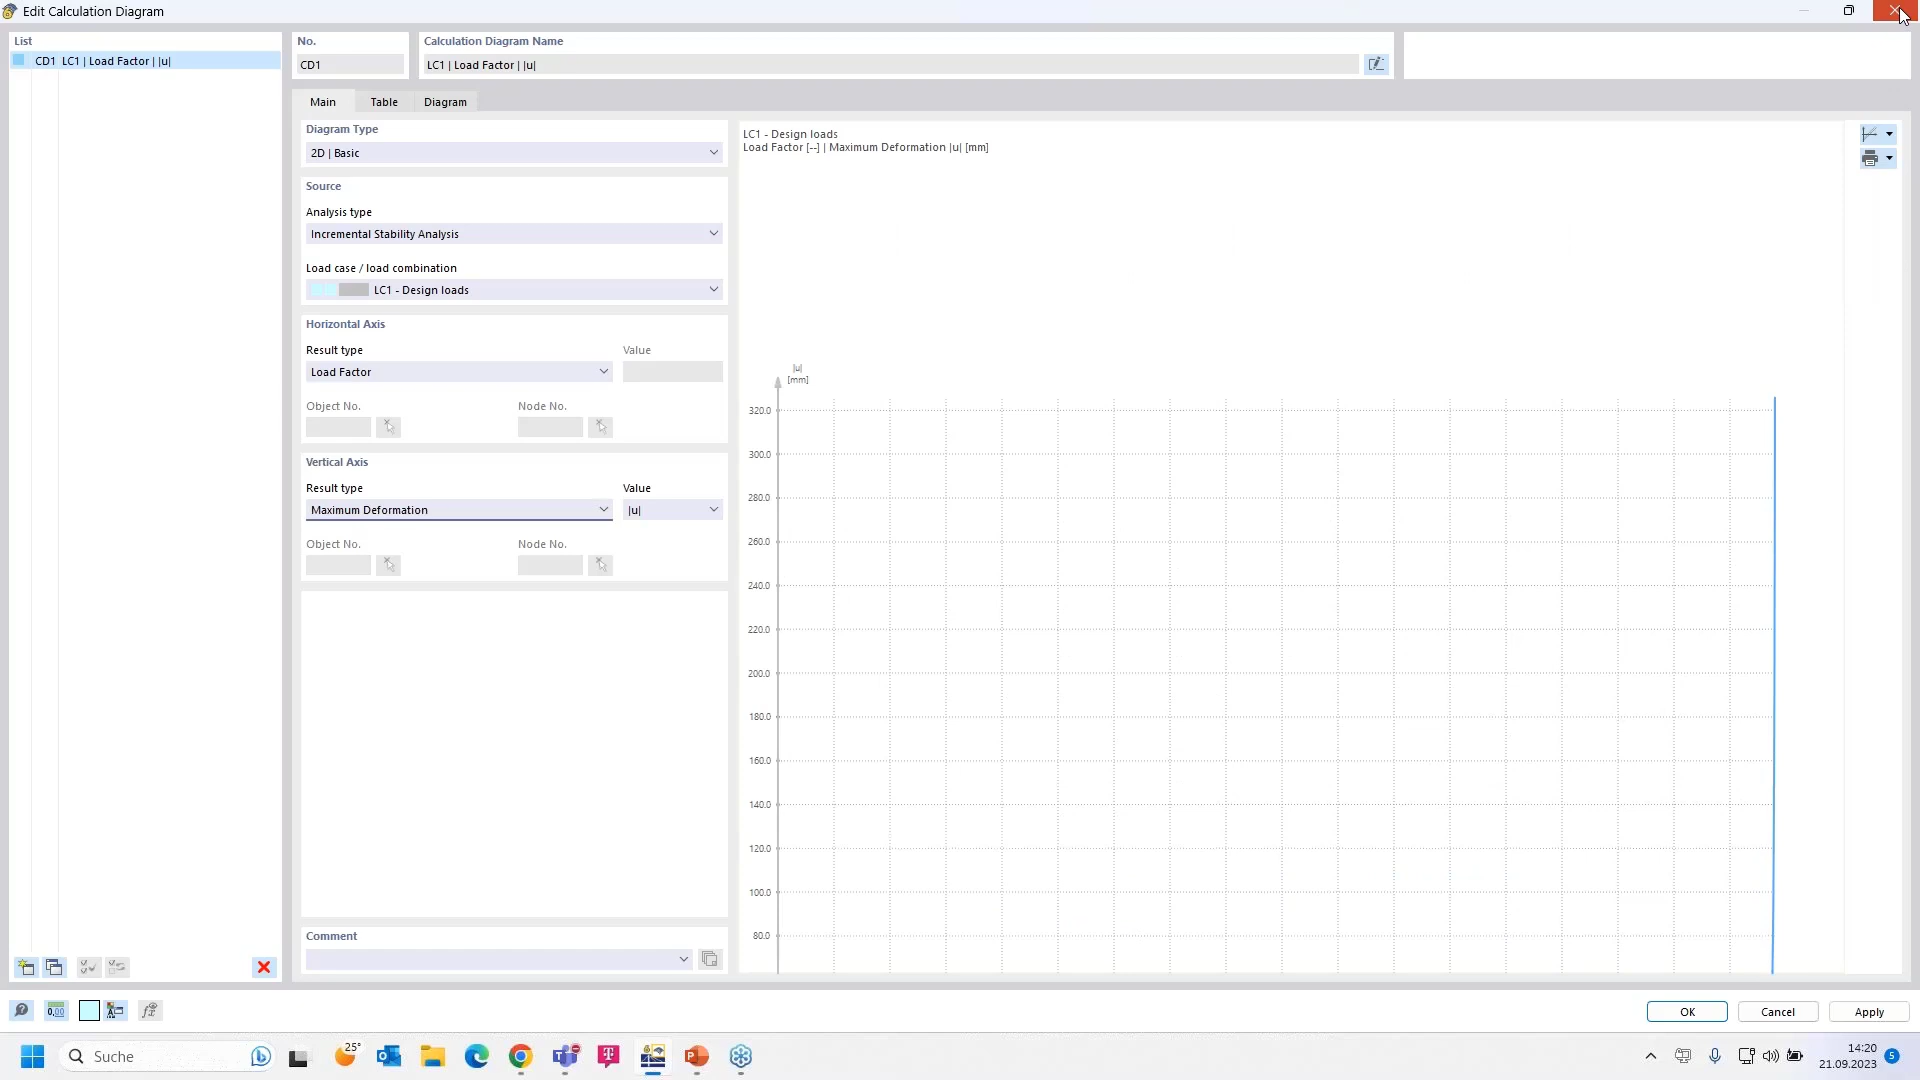 Edit Calculation Diagram
List
CD1 LC1 | Load Factor | |u|
No.
CD1
Calculation Diagram Name
LC1 | Load Factor | |u|
Main Table Diagram
Diagram Type
2D | Basic
Source
Analysis type
Incremental Stability Analysis
Load case / load combination
LC1 - Design loads
Horizontal Axis
Result type Value
Load Factor
Object No. Node No.
Vertical Axis
Result type Value
Maximum Deformation |u|
Object No. Node No.
Comment
LC1 - Design loads
Load Factor [--] | Maximum Deformation |u| [mm]
|u|
[mm]
320.0
300.0
280.0
260.0
240.0
220.0
200.0
180.0
160.0
140.0
120.0
100.0
80.0
0,00
OK Cancel Apply
Suche
25°
14:20
21.09.2023
5